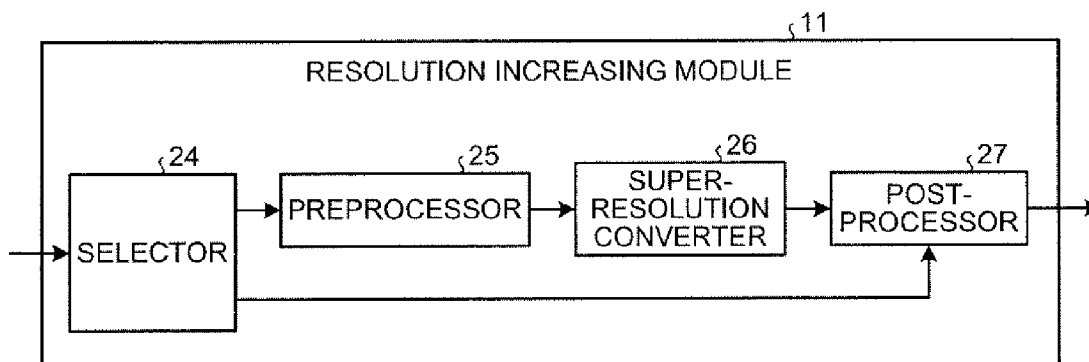 11
RESOLUTION INCREASING MODULE
24
SELECTOR
25
PREPROCESSOR
26
SUPER-
RESOLUTION
CONVERTER
27
POST-
PROCESSOR